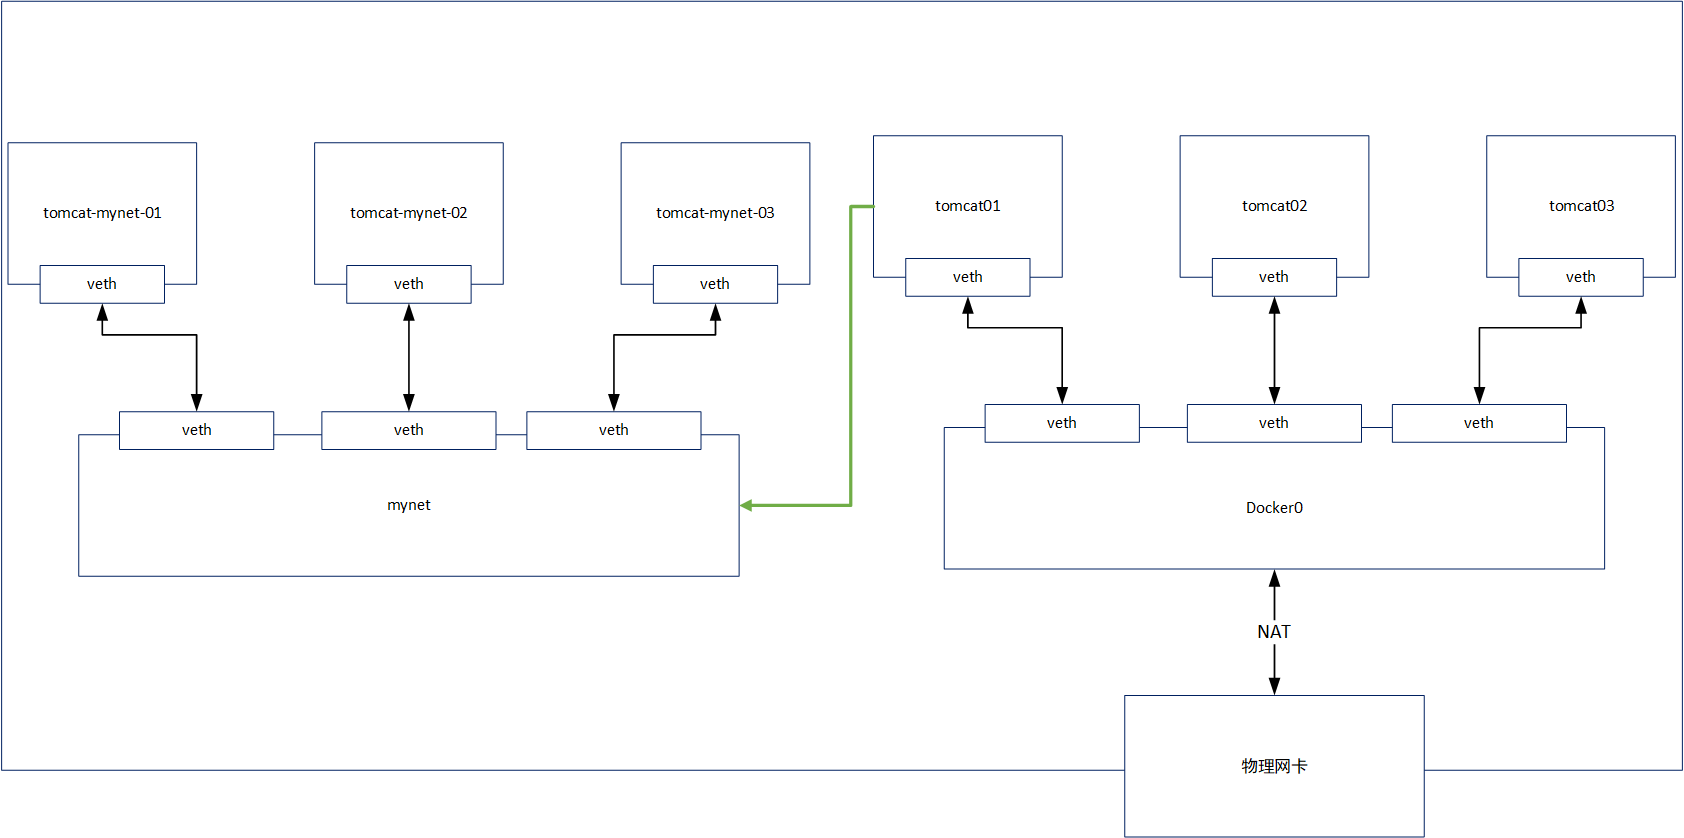 tomcat-mynet-01
tomcat-mynet-02
tomcat-mynet-03
tomcat01
tomcat02
tomcat03
veth
veth
veth
veth
veth
veth
veth
veth
veth
veth
veth
veth
mynet
Docker0
NAT
物理网卡